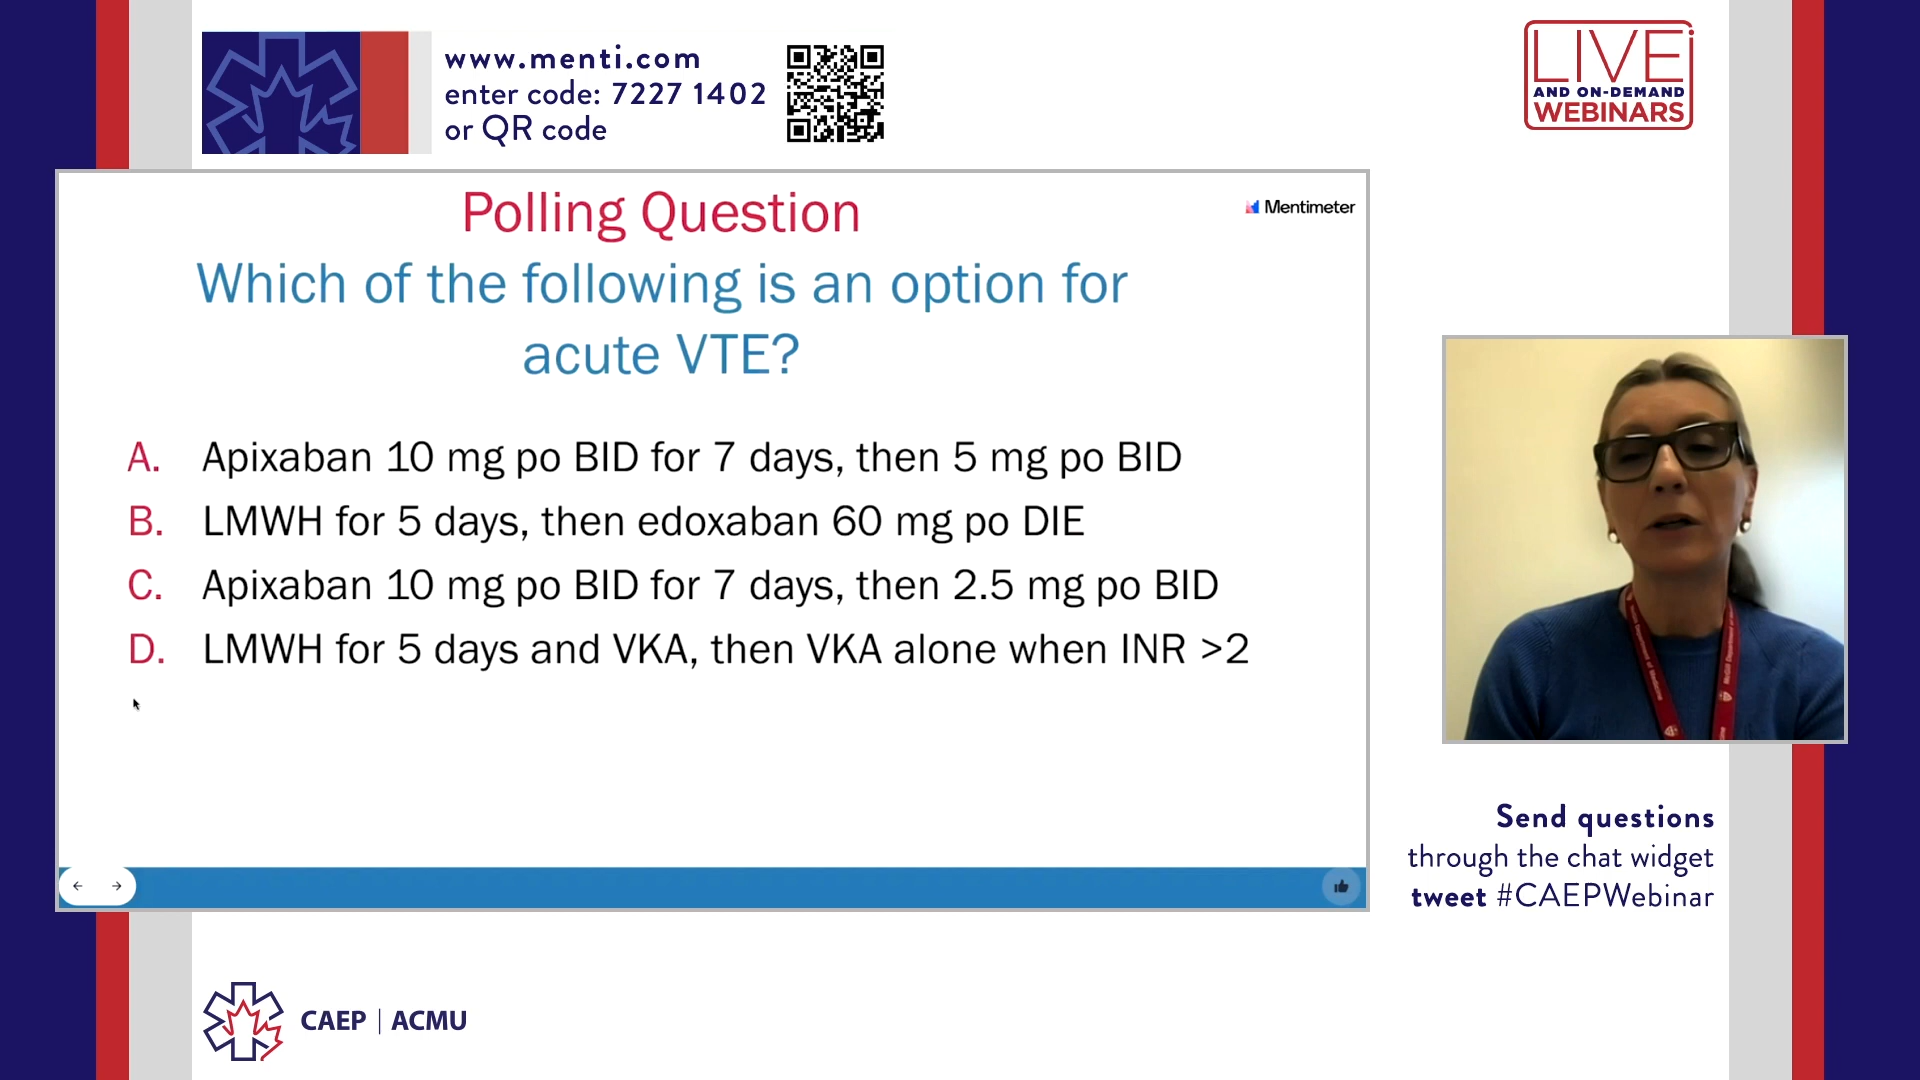 www.menti.com
enter code: 7227 1402
or QR code
LIVE
AND ON-DEMAND
WEBINARS
Polling Question
Mentimeter
Which of the following is an option for
acute VTE?
A. Apixaban 10 mg po BID for 7 days, then 5 mg po BID
B. LMWH for 5 days, then edoxaban 60 mg po DIE
C. Apixaban 10 mg po BID for 7 days, then 2.5 mg po BID
D. LMWH for 5 days and VKA, then VKA alone when INR >2
Send questions
through the chat widget
tweet #CAEPWebinar
CAEP | ACMU